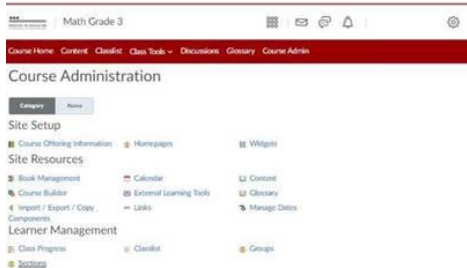 Math Grade 3
Course Home Content Classlist Class Tools Discussions Glossary Course Admin
Course Administration
Category Name
Site Setup
Course Offering Information Homepages Widgets
Site Resources
Book Management Calendar Content
Course Builder External Learning Tools Glossary
Import / Export / Copy Components Links Manage Dates
Learner Management
Class Progress Classlist Groups
Sections